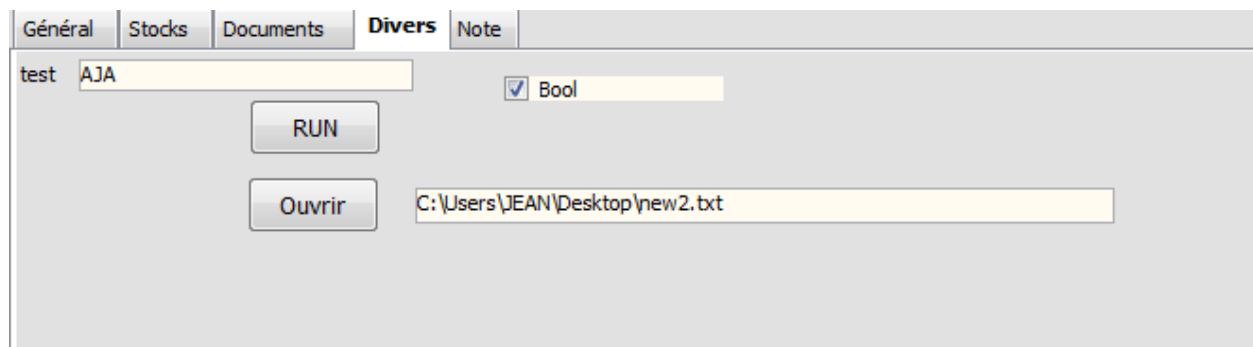 Général Stocks Documents Divers Note
test AJA
Bool
RUN
Ouvrir C:\Users\JEAN\Desktop\new2.txt